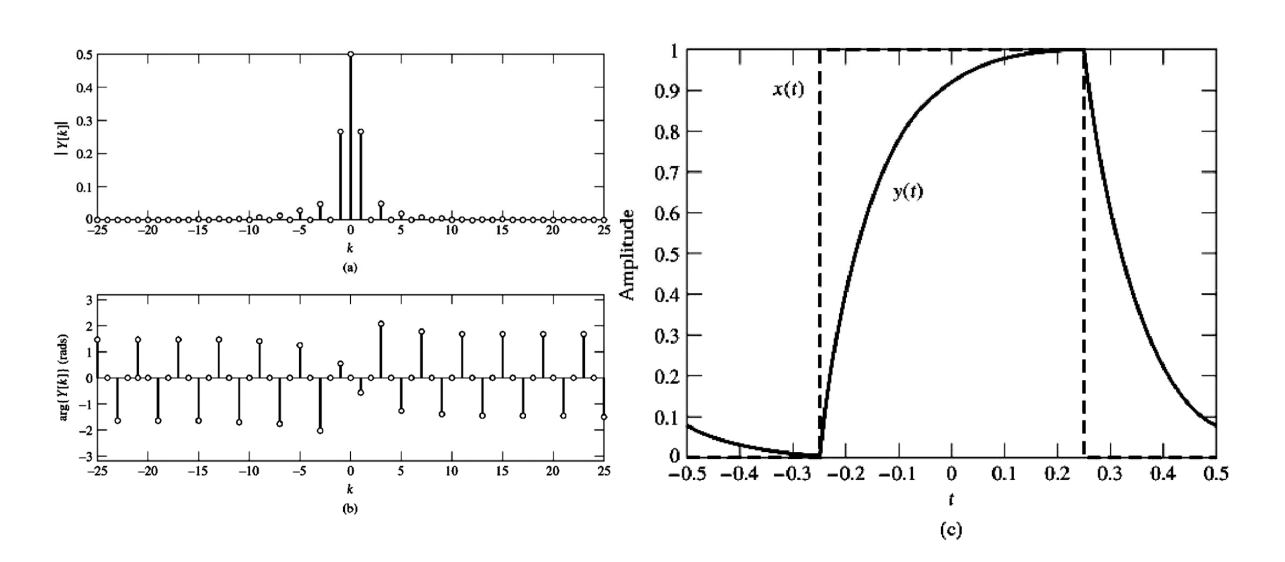 0.5
0.4
0.3
0.2
0.1
0
|Y[k]|
−25 −20 −15 −10 −5 0 5 10 15 20 25
k
(a)
3
2
1
0
−1
−2
−3
arg{Y[k]} (rads)
−25 −20 −15 −10 −5 0 5 10 15 20 25
k
(b)
1
0.9
0.8
0.7
0.6
0.5
0.4
0.3
0.2
0.1
0
Amplitude
x(t)
y(t)
−0.5 −0.4 −0.3 −0.2 −0.1 0 0.1 0.2 0.3 0.4 0.5
t
(c)